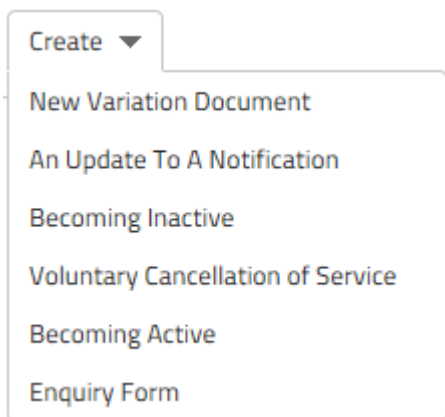 Create
New Variation Document
An Update To A Notification
Becoming Inactive
Voluntary Cancellation of Service
Becoming Active
Enquiry Form